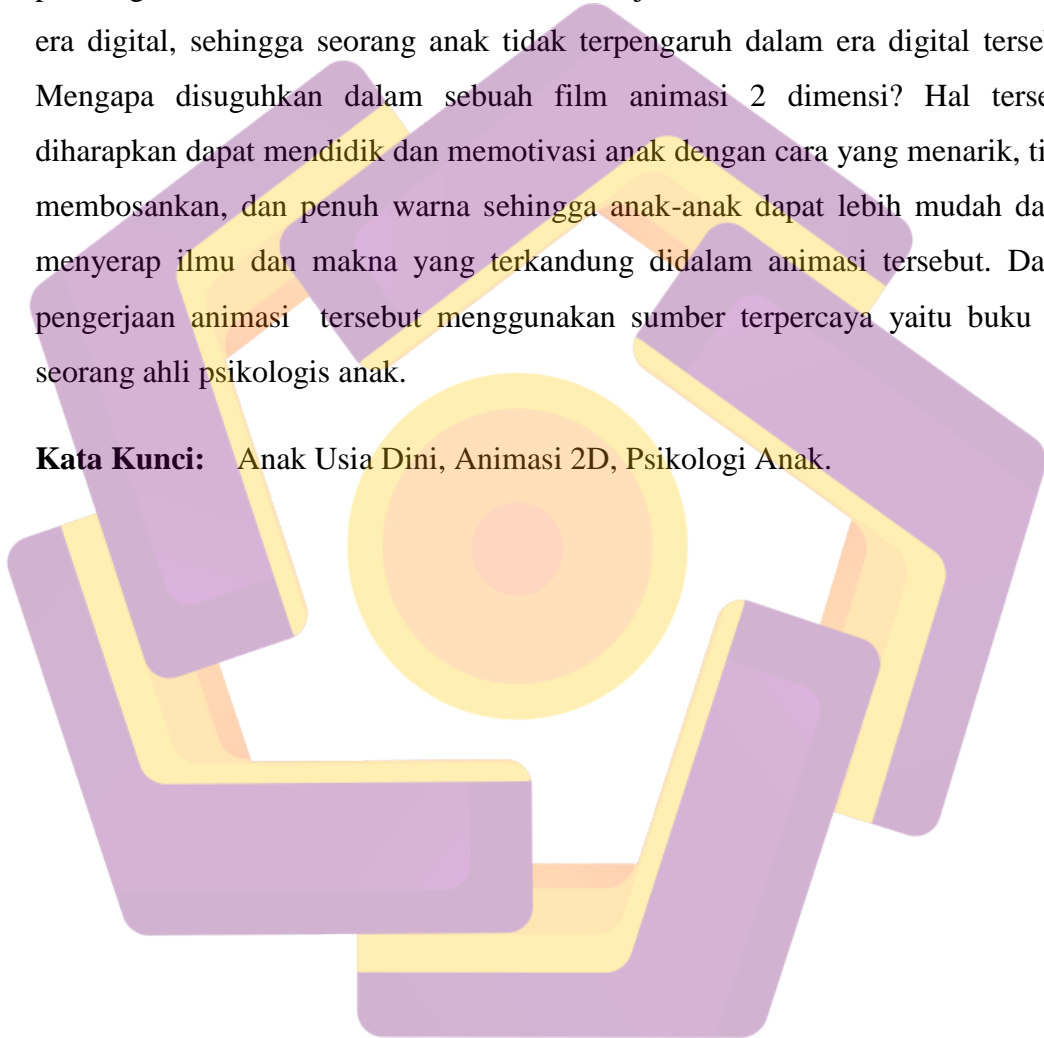 era digital, sehingga seorang anak tidak terpengaruh dalam era digital
Mengapa disuguhkan dalam sebuah film animasi 2 dimensi? Hal
diharapkan dapat mendidik dan memotivasi anak dengan cara yang menarik,
membosankan, dan penuh warna sehingga anak-anak dapat lebih mudah
menyerap ilmu dan makna yang terkandung didalam animasi tersebut.
pengerjaan animasi tersebut menggunakan sumber terpercaya yaitu buku
seorang ahli psikologis anak.
Kata Kunci: Anak Usia Dini, Animasi 2D, Psikologi Anak.